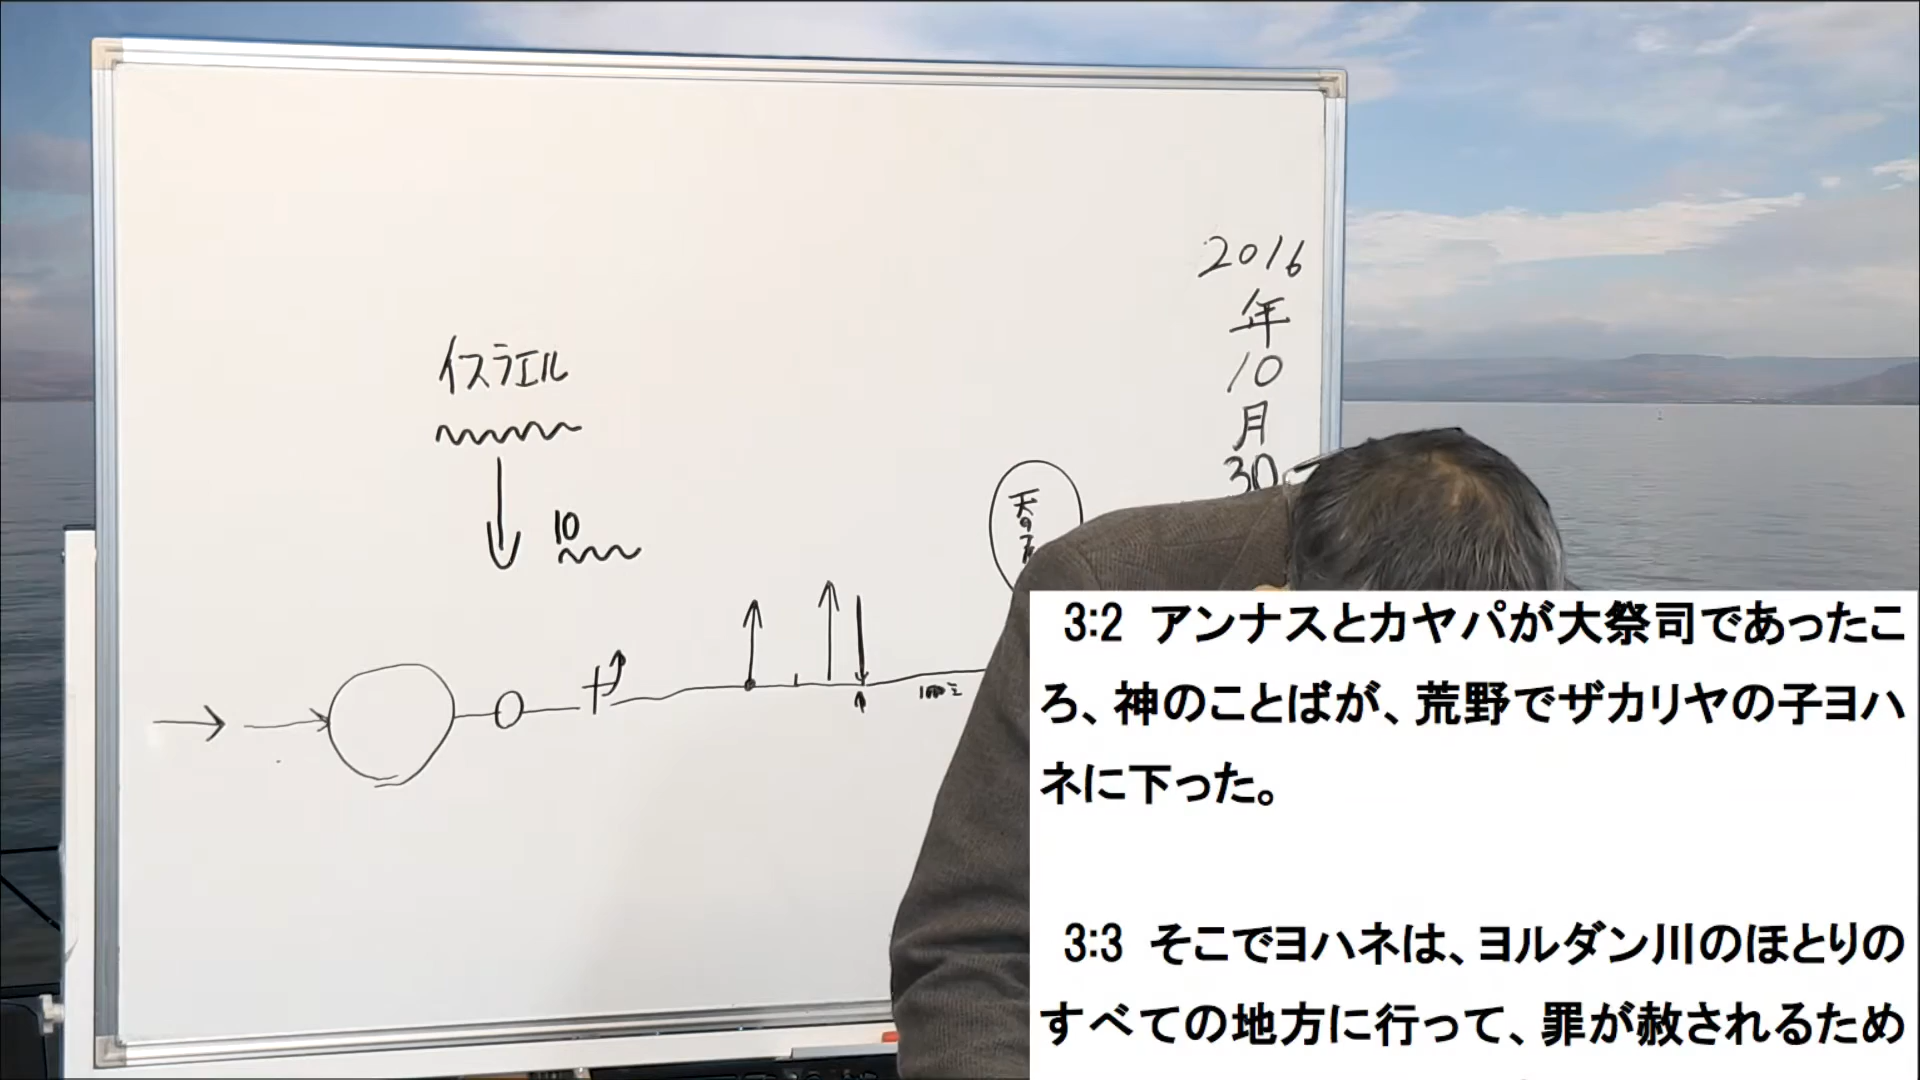 2016
年
10
月
30
イスラエル
10
天の
3:2 アンナスとカヤパが大祭司であったこ
ろ、神のことばが、荒野でザカリヤの子ヨハ
ネに下った。
3:3 そこでヨハネは、ヨルダン川のほとりの
すべての地方に行って、罪が赦されるため